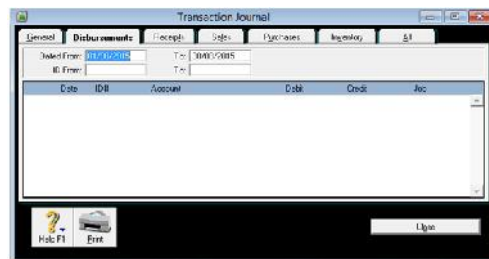 Transaction Journal
General Disbursements Receipts Sales Purchases Inventory All
Dated From: To:
ID From: To:
Date ID# Account Debit Credit Job
Help F1 Print Close